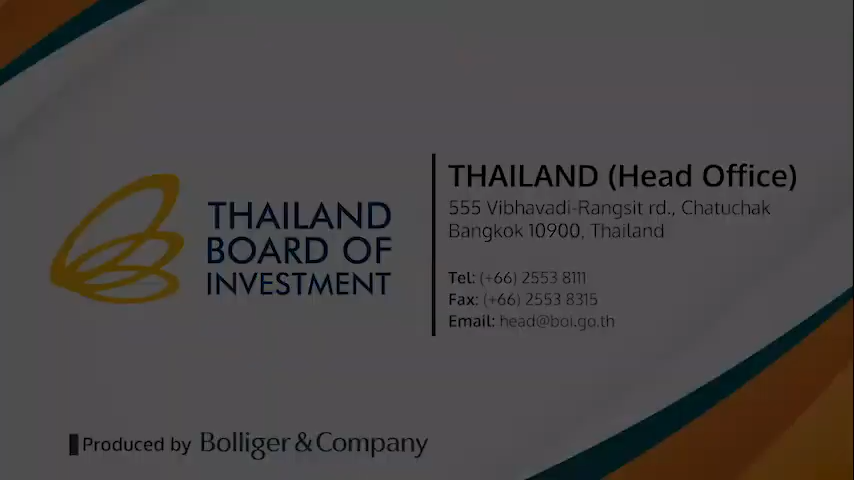 THAILAND
BOARD OF
INVESTMENT
THAILAND (Head Office)
555 Vibhavadi-Rangsit rd., Chatuchak
Bangkok 10900, Thailand
Tel: (+66) 2553 8111
Fax: (+66) 2553 8315
Email: head@boi.go.th
Produced by Bolliger & Company